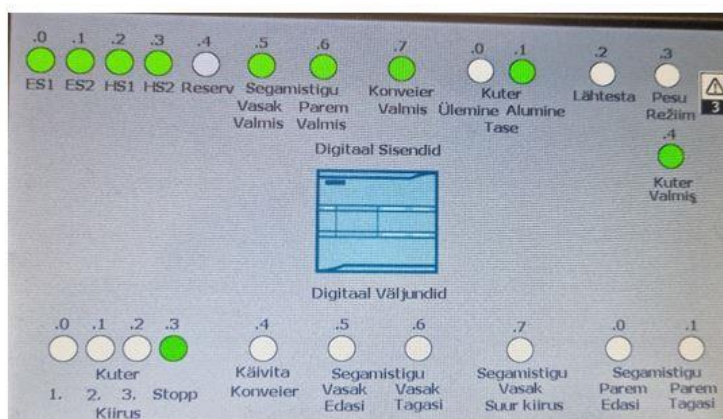 .0 .1 .2 .3 .4 .5 .6 .7 .0 .1 .2 .3
ES1 ES2 HS1 HS2 Reserv Segamistigu Konveier Kuter Lähtesta Pesu
Vasak Parem Valmis Ülemine Alumine Režiim
Valmis Valmis Tase
3
.4
Digitaal Sisendid
Kuter
Valmis
Digitaal Väljundid
.0 .1 .2 .3 .4 .5 .6 .7 .0 .1
Kuter Käivita Segamistigu Segamistigu Segamistigu
1. 2. 3. Stopp Konveier Vasak Vasak Vasak Parem Parem
Kiirus Edasi Tagasi Suur kiirus Edasi Tagasi